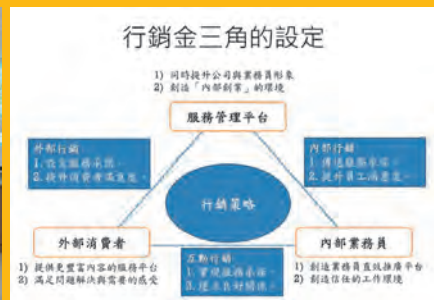 行銷金三角的設定
1) 同時提升公司與業務員形象
2) 創造「內部創業」的環境
服務管理平台
外部行銷
1. 設定服務承諾。
2. 提升消費者滿意度。
內部行銷
1. 傳遞服務承諾。
2. 提升員工滿意度。
行銷策略
外部消費者
內部業務員
互動行銷
1. 實現服務承諾。
2. 建立良好關係。
1) 提供更豐富內容的服務平台
2) 滿足問題解決與需要的感受
1) 創造業務員直效推廣平台
2) 創造信任的工作環境